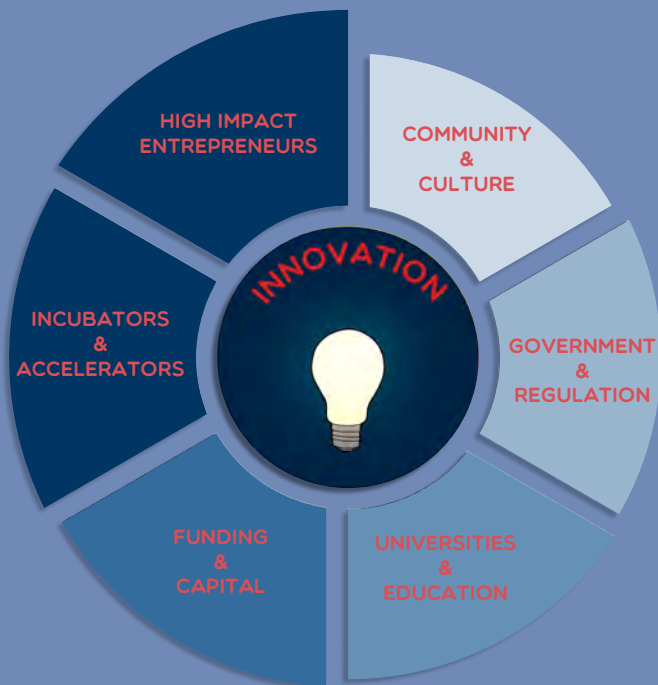 HIGH IMPACT
ENTREPRENEURS
COMMUNITY
&
CULTURE
INNOVATION
INCUBATORS
&
ACCELERATORS
GOVERNMENT
&
REGULATION
FUNDING
&
CAPITAL
UNIVERSITIES
&
EDUCATION